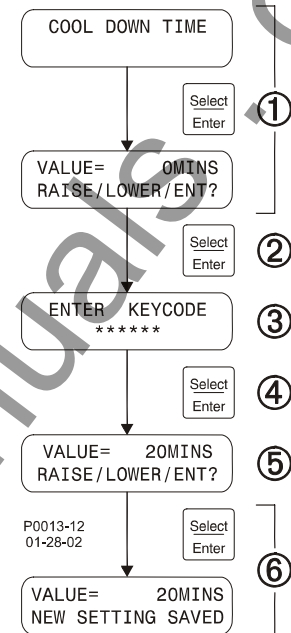 COOL DOWN TIME
Select
Enter
①
VALUE= 0MINS
RAISE/LOWER/ENT?
Select
Enter
②
ENTER KEYCODE
******
③
Select
Enter
④
VALUE= 20MINS
RAISE/LOWER/ENT?
⑤
P0013-12
01-28-02
Select
Enter
⑥
VALUE= 20MINS
NEW SETTING SAVED